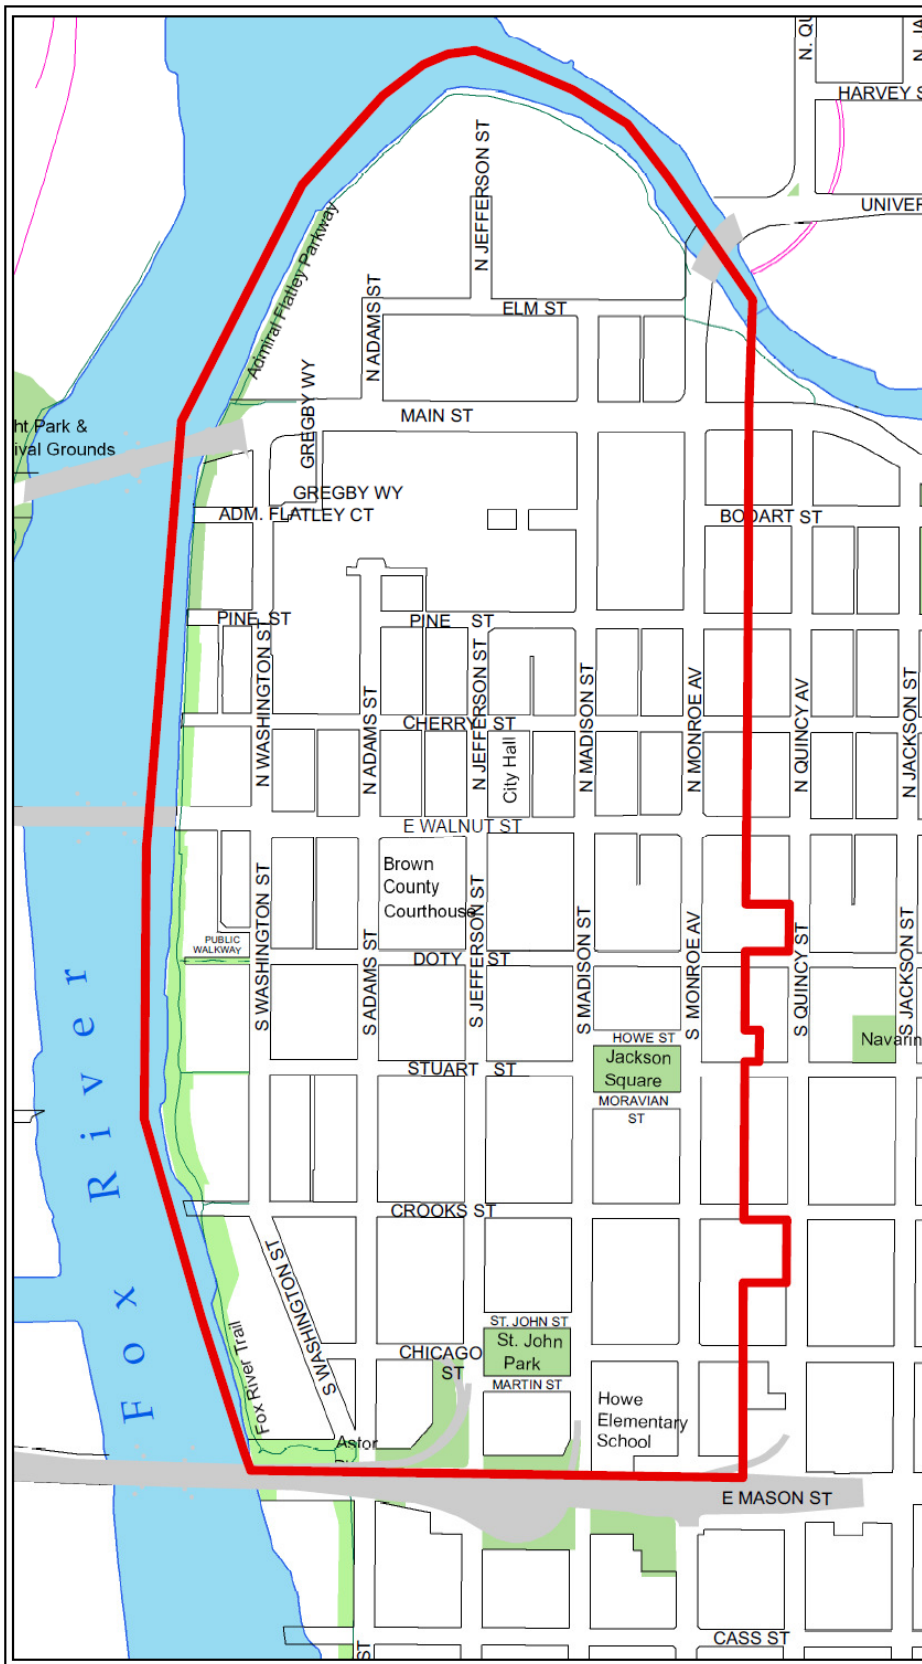 N. QU
HARVEY S
UNIVER
N JEFFERSON ST
Admiral Flatley Parkway
N ADAMS ST
ELM ST
GREGBY WY
MAIN ST
ht Park &
ival Grounds
GREGBY WY
ADM. FLATLEY CT
BODART ST
PINE ST
PINE ST
N WASHINGTON ST
N ADAMS ST
N JEFFERSON ST
N MADISON ST
N MONROE AV
N QUINCY AV
N JACKSON ST
CHERRY ST
City Hall
E WALNUT ST
Brown
County
Courthouse
S WASHINGTON ST
S ADAMS ST
S JEFFERSON ST
S MADISON ST
S MONROE AV
S QUINCY ST
S JACKSON ST
PUBLIC
WALKWAY
DOTY ST
HOWE ST
Navarin
Jackson
Square
STUART ST
MORAVIAN
ST
Fox River
CROOKS ST
S WASHINGTON ST
Fox River Trail
ST. JOHN ST
St. John
Park
CHICAGO
ST
MARTIN ST
Howe
Elementary
School
Astor
E MASON ST
CASS ST
ST